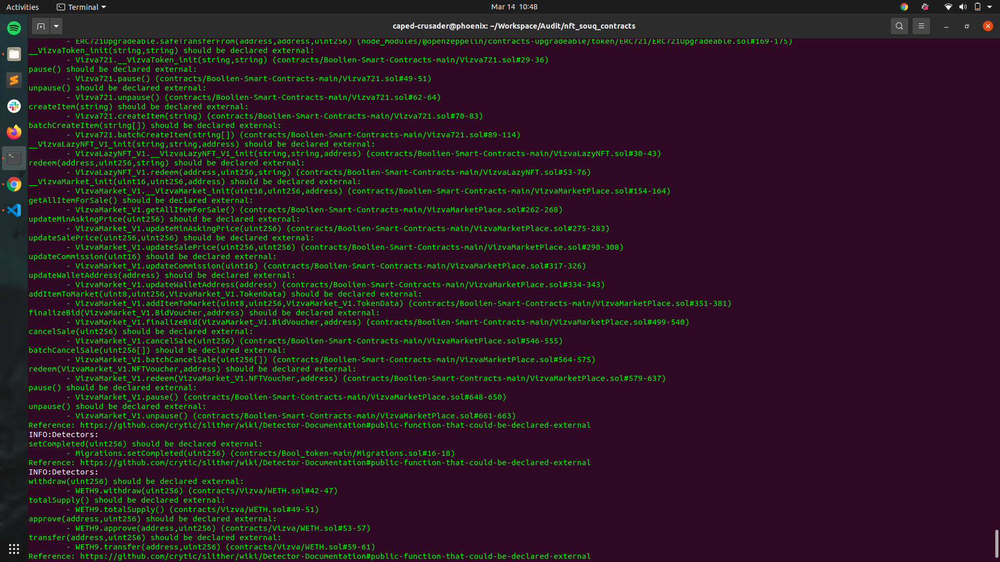 Activities
Terminal
Mar 14 10:48
caped-crusader@phoenix: ~/Workspace/Audit/nft_souq_contracts
- ERC721Upgradeable.safeTransferFrom(address,address,uint256) (node_modules/@openzeppelin/contracts-upgradeable/token/ERC721/ERC721Upgradeable.sol#169-175)
__VizvaToken_init(string,string) should be declared external:
- Vizva721.__VizvaToken_init(string,string) (contracts/Boolien-Smart-Contracts-main/Vizva721.sol#29-36)
pause() should be declared external:
- Vizva721.pause() (contracts/Boolien-Smart-Contracts-main/Vizva721.sol#49-51)
unpause() should be declared external:
- Vizva721.unpause() (contracts/Boolien-Smart-Contracts-main/Vizva721.sol#62-64)
createItem(string) should be declared external:
- Vizva721.createItem(string) (contracts/Boolien-Smart-Contracts-main/Vizva721.sol#70-83)
batchCreateItem(string[]) should be declared external:
- Vizva721.batchCreateItem(string[]) (contracts/Boolien-Smart-Contracts-main/Vizva721.sol#89-114)
__VizvaLazyNFT_V1_init(string,string,address) should be declared external:
- VizvaLazyNFT_V1.__VizvaLazyNFT_V1_init(string,string,address) (contracts/Boolien-Smart-Contracts-main/VizvaLazyNFT.sol#30-43)
redeem(address,uint256,string) should be declared external:
- VizvaLazyNFT_V1.redeem(address,uint256,string) (contracts/Boolien-Smart-Contracts-main/VizvaLazyNFT.sol#53-76)
__VizvaMarket_init(uint16,uint256,address) should be declared external:
- VizvaMarket_V1.__VizvaMarket_init(uint16,uint256,address) (contracts/Boolien-Smart-Contracts-main/VizvaMarketPlace.sol#154-164)
getAllItemForSale() should be declared external:
- VizvaMarket_V1.getAllItemForSale() (contracts/Boolien-Smart-Contracts-main/VizvaMarketPlace.sol#262-268)
updateMinAskingPrice(uint256) should be declared external:
- VizvaMarket_V1.updateMinAskingPrice(uint256) (contracts/Boolien-Smart-Contracts-main/VizvaMarketPlace.sol#275-283)
updateSalePrice(uint256,uint256) should be declared external:
- VizvaMarket_V1.updateSalePrice(uint256,uint256) (contracts/Boolien-Smart-Contracts-main/VizvaMarketPlace.sol#290-308)
updateCommission(uint16) should be declared external:
- VizvaMarket_V1.updateCommission(uint16) (contracts/Boolien-Smart-Contracts-main/VizvaMarketPlace.sol#317-326)
updateWalletAddress(address) should be declared external:
- VizvaMarket_V1.updateWalletAddress(address) (contracts/Boolien-Smart-Contracts-main/VizvaMarketPlace.sol#334-343)
addItemToMarket(uint8,uint256,VizvaMarket_V1.TokenData) should be declared external:
- VizvaMarket_V1.addItemToMarket(uint8,uint256,VizvaMarket_V1.TokenData) (contracts/Boolien-Smart-Contracts-main/VizvaMarketPlace.sol#351-381)
finalizeBid(VizvaMarket_V1.BidVoucher,address) should be declared external:
- VizvaMarket_V1.finalizeBid(VizvaMarket_V1.BidVoucher,address) (contracts/Boolien-Smart-Contracts-main/VizvaMarketPlace.sol#499-540)
cancelSale(uint256) should be declared external:
- VizvaMarket_V1.cancelSale(uint256) (contracts/Boolien-Smart-Contracts-main/VizvaMarketPlace.sol#546-555)
batchCancelSale(uint256[]) should be declared external:
- VizvaMarket_V1.batchCancelSale(uint256[]) (contracts/Boolien-Smart-Contracts-main/VizvaMarketPlace.sol#564-575)
redeem(VizvaMarket_V1.NFTVoucher,address) should be declared external:
- VizvaMarket_V1.redeem(VizvaMarket_V1.NFTVoucher,address) (contracts/Boolien-Smart-Contracts-main/VizvaMarketPlace.sol#579-637)
pause() should be declared external:
- VizvaMarket_V1.pause() (contracts/Boolien-Smart-Contracts-main/VizvaMarketPlace.sol#648-650)
unpause() should be declared external:
- VizvaMarket_V1.unpause() (contracts/Boolien-Smart-Contracts-main/VizvaMarketPlace.sol#661-663)
Reference: https://github.com/crytic/slither/wiki/Detector-Documentation#public-function-that-could-be-declared-external
INFO:Detectors:
setCompleted(uint256) should be declared external:
- Migrations.setCompleted(uint256) (contracts/Bool_token-main/Migrations.sol#16-18)
Reference: https://github.com/crytic/slither/wiki/Detector-Documentation#public-function-that-could-be-declared-external
INFO:Detectors:
withdraw(uint256) should be declared external:
- WETH9.withdraw(uint256) (contracts/Vizva/WETH.sol#42-47)
totalSupply() should be declared external:
- WETH9.totalSupply() (contracts/Vizva/WETH.sol#49-51)
approve(address,uint256) should be declared external:
- WETH9.approve(address,uint256) (contracts/Vizva/WETH.sol#53-57)
transfer(address,uint256) should be declared external:
- WETH9.transfer(address,uint256) (contracts/Vizva/WETH.sol#59-61)
Reference: https://github.com/crytic/slither/wiki/Detector-Documentation#public-function-that-could-be-declared-external